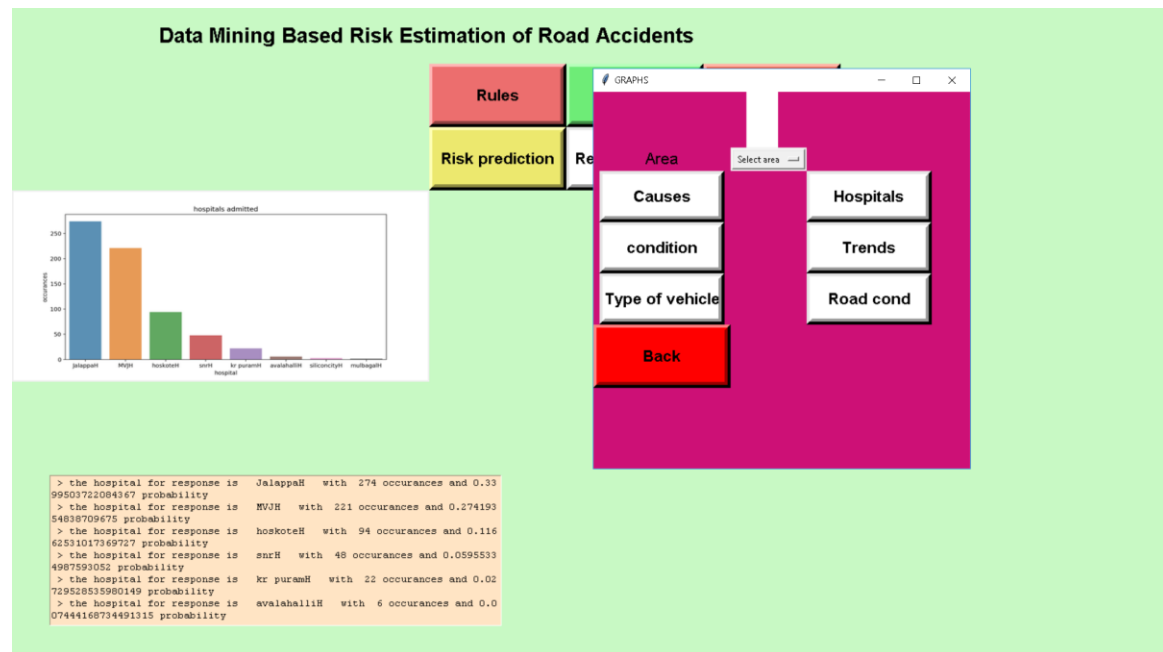 Data Mining Based Risk Estimation of Road Accidents
Rules
Risk prediction
Re
GRAPHS
Area
Select area
Causes
Hospitals
condition
Trends
Type of vehicle
Road cond
Back
hospitals admitted
occurances
250
200
150
100
50
0
JalappaH MVJH hoskoteH snrH kr puramH avalahalliH siliconcityH mulbagalH
hospital
> the hospital for response is JalappaH with 274 occurances and 0.33
99503722084367 probability
> the hospital for response is MVJH with 221 occurances and 0.274193
54838709675 probability
> the hospital for response is hoskoteH with 94 occurances and 0.116
62531017369727 probability
> the hospital for response is snrH with 48 occurances and 0.0595533
4987593052 probability
> the hospital for response is kr puramH with 22 occurances and 0.02
729528535980149 probability
> the hospital for response is avalahalliH with 6 occurances and 0.0
07444168734491315 probability